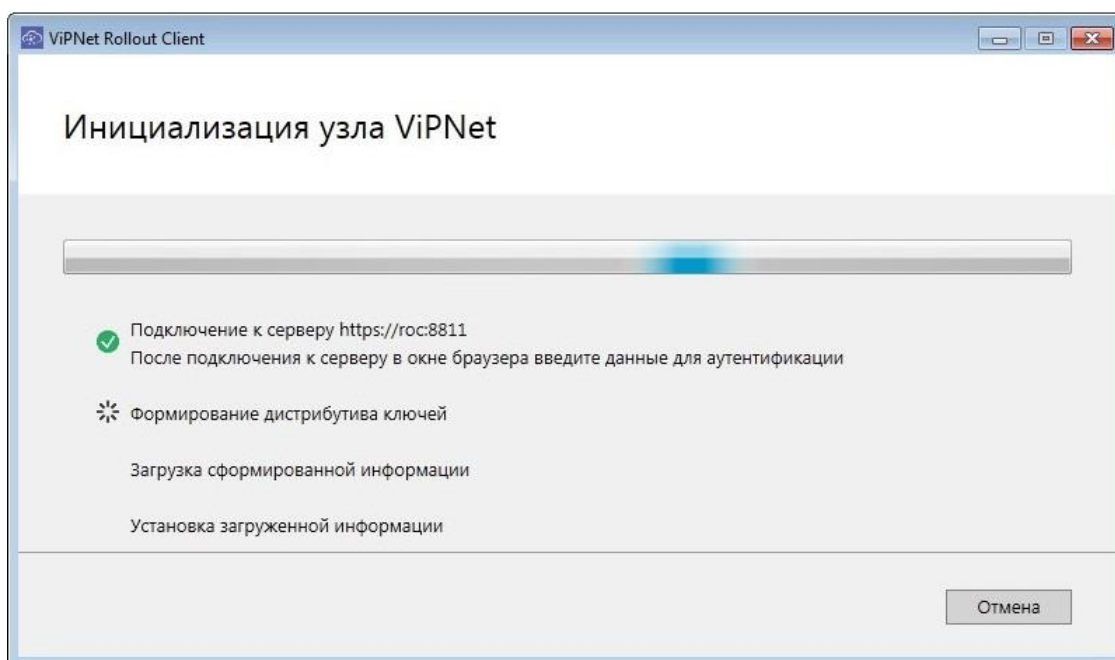 ViPNet Rollout Client
Инициализация узла ViPNet
Подключение к серверу https://roc:8811
После подключения к серверу в окне браузера введите данные для аутентификации
Формирование дистрибутива ключей
Загрузка сформированной информации
Установка загруженной информации
Отмена